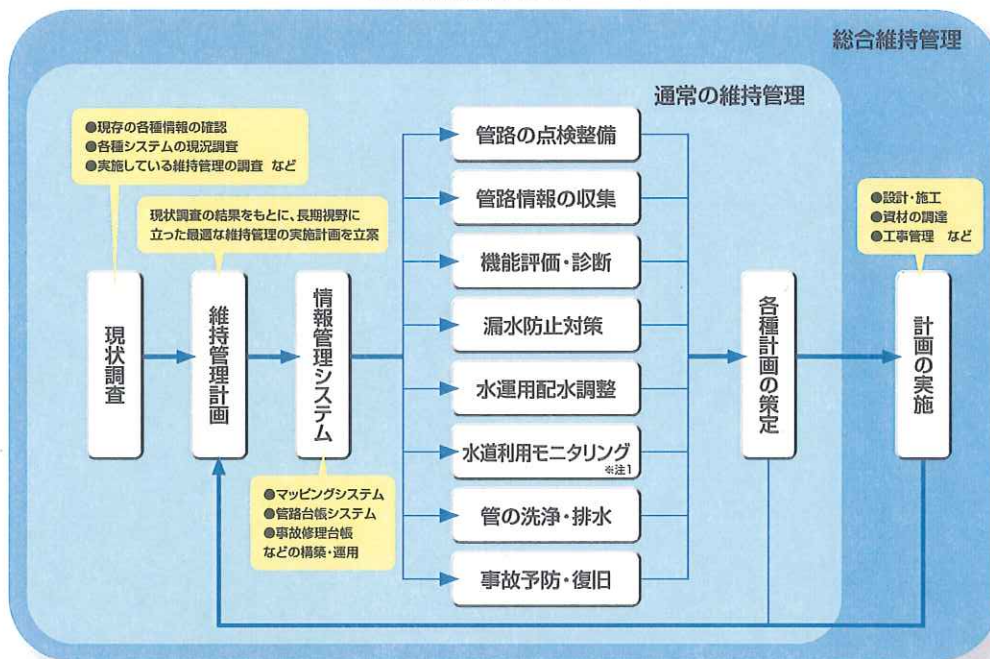 総合維持管理
通常の維持管理
●現存の各種情報の確認
●各種システムの現況調査
●実施している維持管理の調査 など
現状調査の結果をもとに、長期視野に
立った最適な維持管理の実施計画を立案
現状調査
維持管理計画
情報管理システム
●マッピングシステム
●管路台帳システム
●事故修理台帳
などの構築・運用
管路の点検整備
管路情報の収集
機能評価・診断
漏水防止対策
水運用配水調整
水道利用モニタリング
※注1
管の洗浄・排水
事故予防・復旧
各種計画の策定
●設計・施工
●資材の調達
●工事管理 など
計画の実施